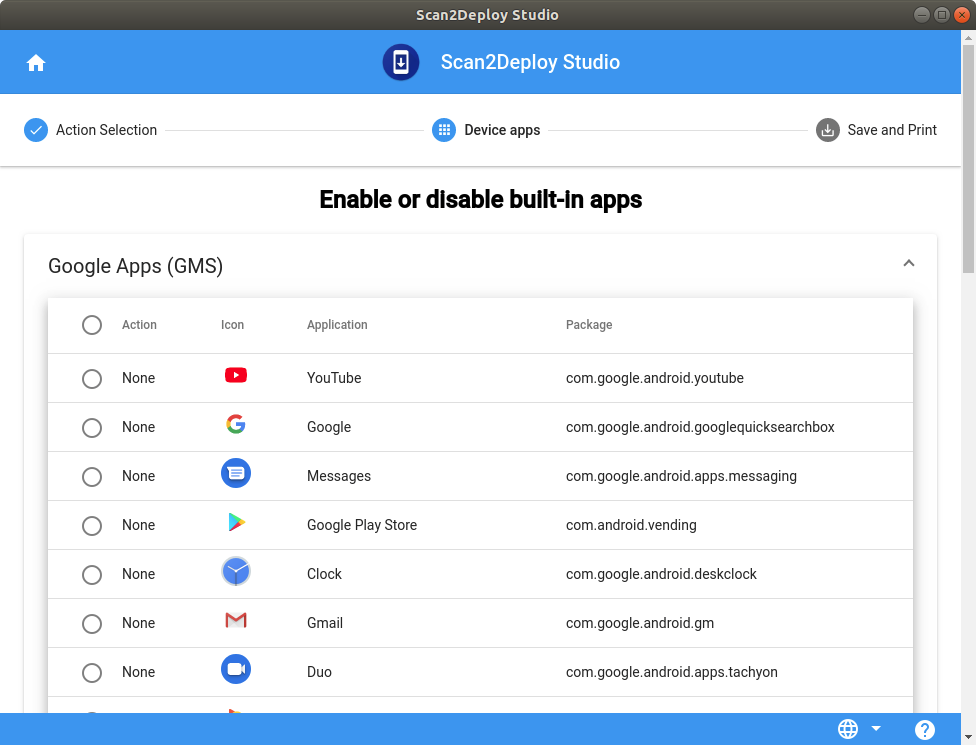 Scan2Deploy Studio
Scan2Deploy Studio
Action Selection Device apps Save and Print
Enable or disable built-in apps
Google Apps (GMS)
Action Icon Application Package
None YouTube com.google.android.youtube
None Google com.google.android.googlequicksearchbox
None Messages com.google.android.apps.messaging
None Google Play Store com.android.vending
None Clock com.google.android.deskclock
None Gmail com.google.android.gm
None Duo com.google.android.apps.tachyon
?